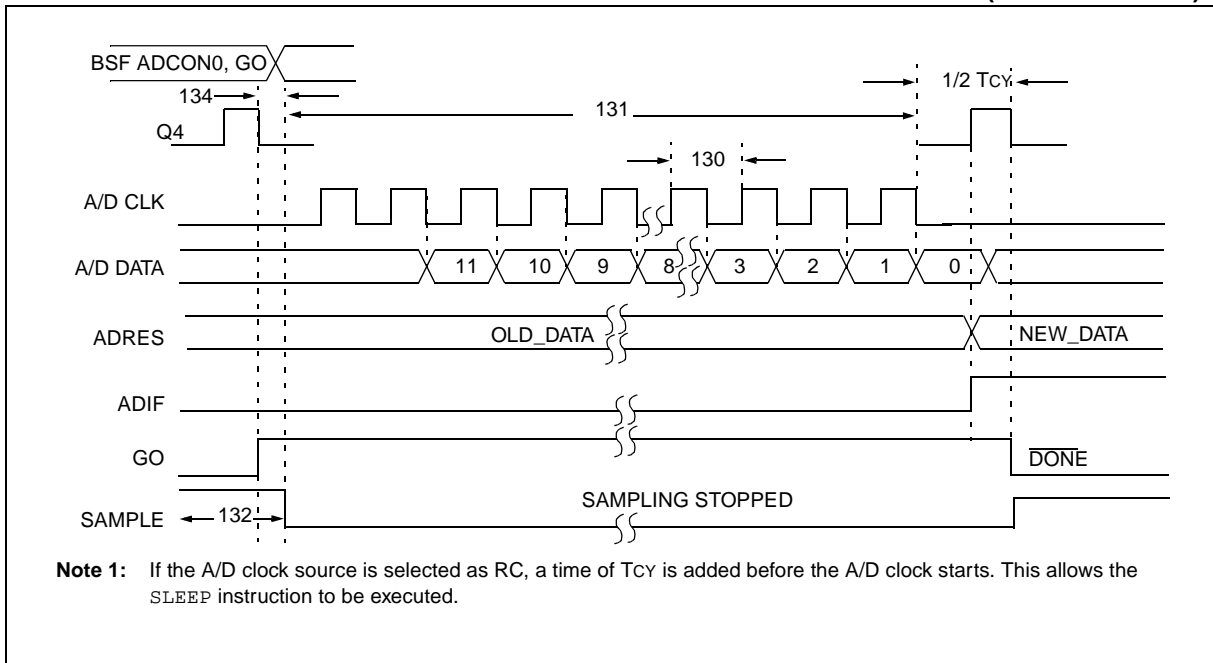 BSF ADCON0, GO
134
Q4
131
130
1/2 TCY
A/D CLK
A/D DATA
11 10 9 8 3 2 1 0
ADRES
OLD_DATA
NEW_DATA
ADIF
GO
DONE
SAMPLE
132
SAMPLING STOPPED
Note 1: If the A/D clock source is selected as RC, a time of TCY is added before the A/D clock starts. This allows the
SLEEP instruction to be executed.